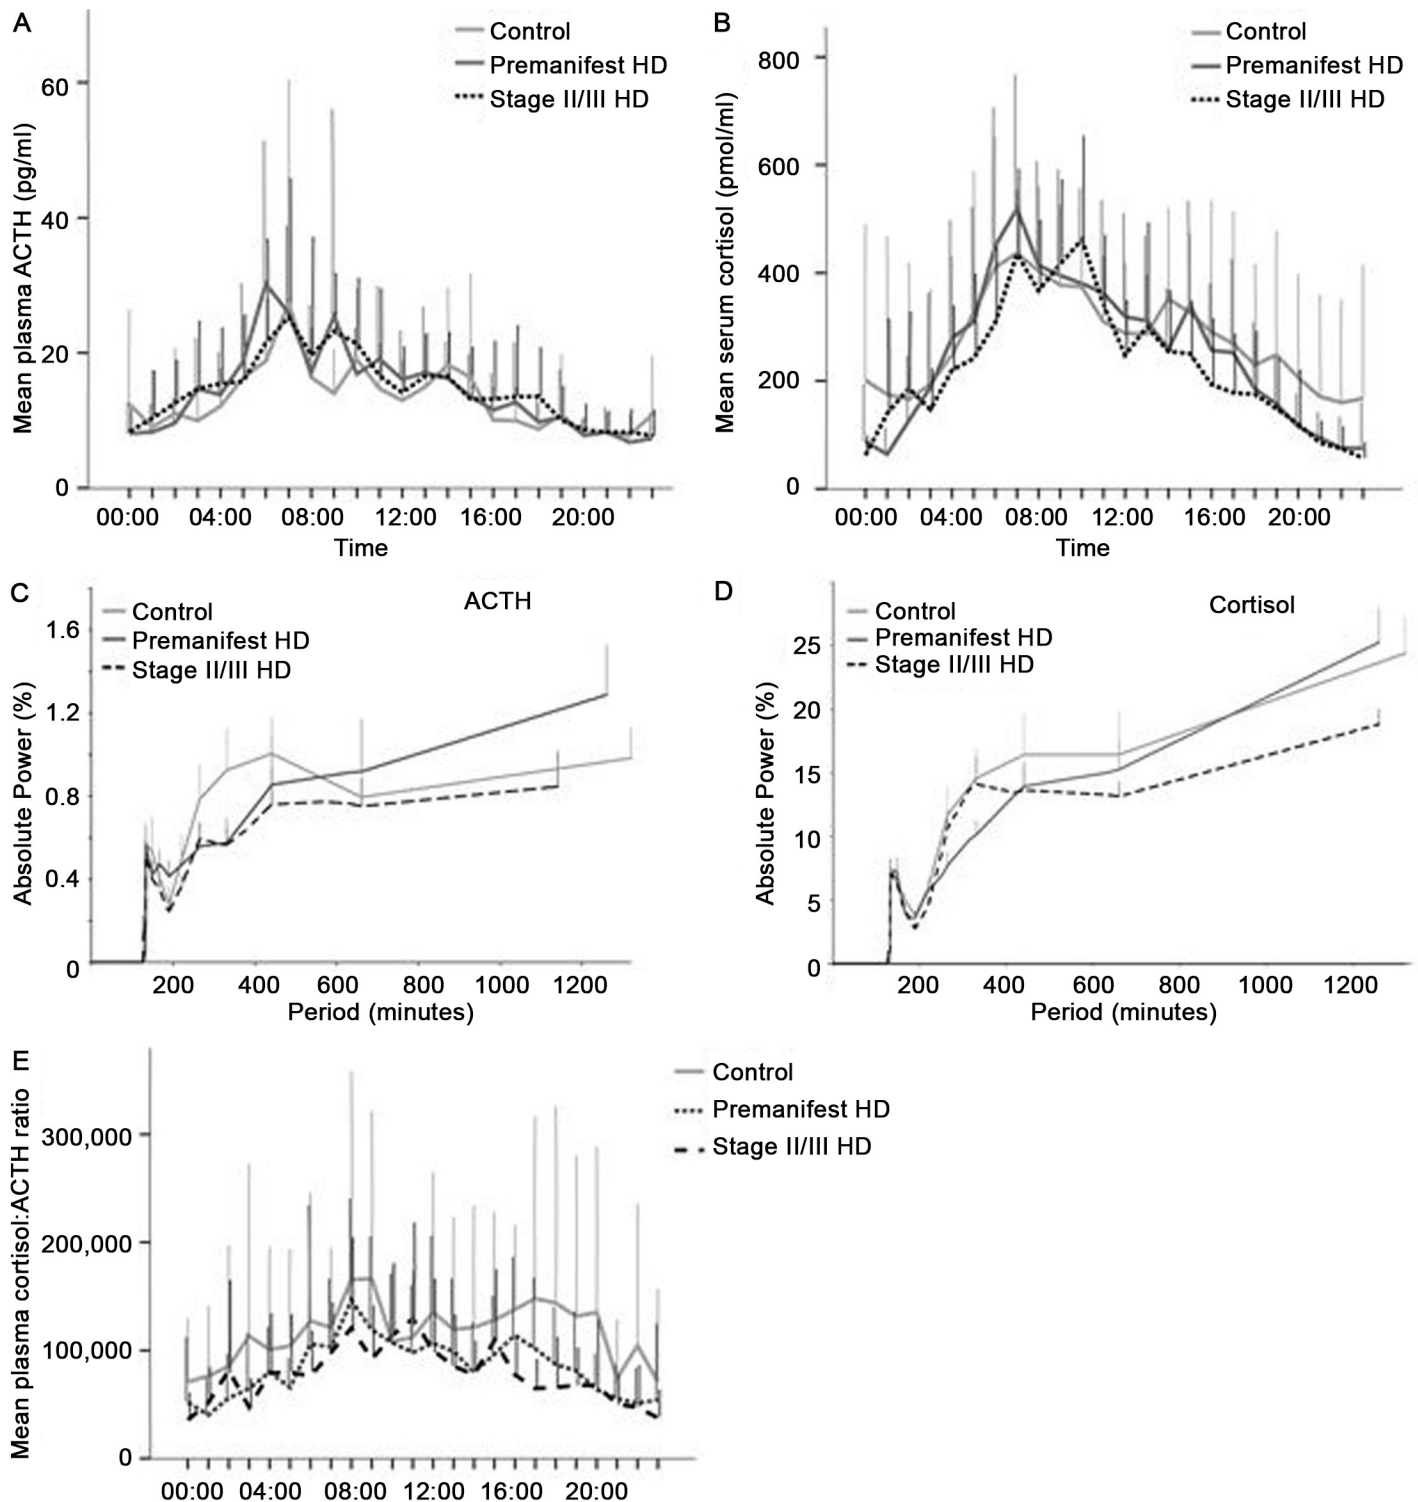 A
Control
Premanifest HD
Stage II/III HD
Mean plasma ACTH (pg/ml)
60
40
20
0
00:00 04:00 08:00 12:00 16:00 20:00
Time
B
Control
Premanifest HD
Stage II/III HD
Mean serum cortisol (pmol/ml)
800
600
400
200
0
00:00 04:00 08:00 12:00 16:00 20:00
Time
C
ACTH
Control
Premanifest HD
Stage II/III HD
Absolute Power (%)
1.6
1.2
0.8
0.4
0
200 400 600 800 1000 1200
Period (minutes)
D
Cortisol
Control
Premanifest HD
Stage II/III HD
Absolute Power (%)
25
20
15
10
5
0
200 400 600 800 1000 1200
Period (minutes)
E
Control
Premanifest HD
Stage II/III HD
Mean plasma cortisol:ACTH ratio
300,000
200,000
100,000
0
00:00 04:00 08:00 12:00 16:00 20:00